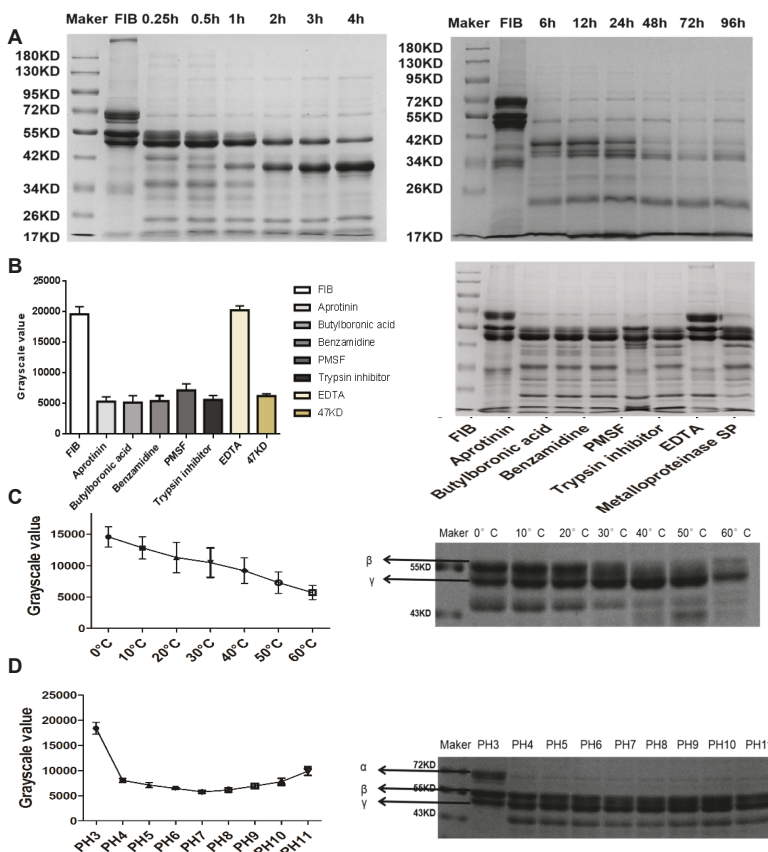 A
Maker FIB 0.25h 0.5h 1h 2h 3h 4h
180KD
130KD
95KD
72KD
55KD
42KD
34KD
26KD
17KD
Maker FIB 6h 12h 24h 48h 72h 96h
180KD
130KD
95KD
72KD
55KD
42KD
34KD
26KD
17KD
B
Grayscale value
25000
20000
15000
10000
5000
0
FIB
Aprotinin
Butylboronic acid
Benzamidine
PMSF
Trypsin inhibitor
EDTA
47KD
FIB
Aprotinin
Butylboronic acid
Benzamidine
PMSF
Trypsin inhibitor
EDTA
47KD
FIB
Aprotinin
Butylboronic acid
Benzamidine
PMSF
Trypsin inhibitor
EDTA
Metalloproteinase SP
C
Grayscale value
15000
10000
5000
0
0°C
10°C
20°C
30°C
40°C
50°C
60°C
Maker 0° C 10° C 20° C 30° C 40° C 50° C 60° C
β
γ
55KD
43KD
D
Grayscale value
25000
20000
15000
10000
5000
0
PH3
PH4
PH5
PH6
PH7
PH8
PH9
PH10
PH11
Maker PH3 PH4 PH5 PH6 PH7 PH8 PH9 PH10 PH11
α
β
γ
72KD
55KD
43KD